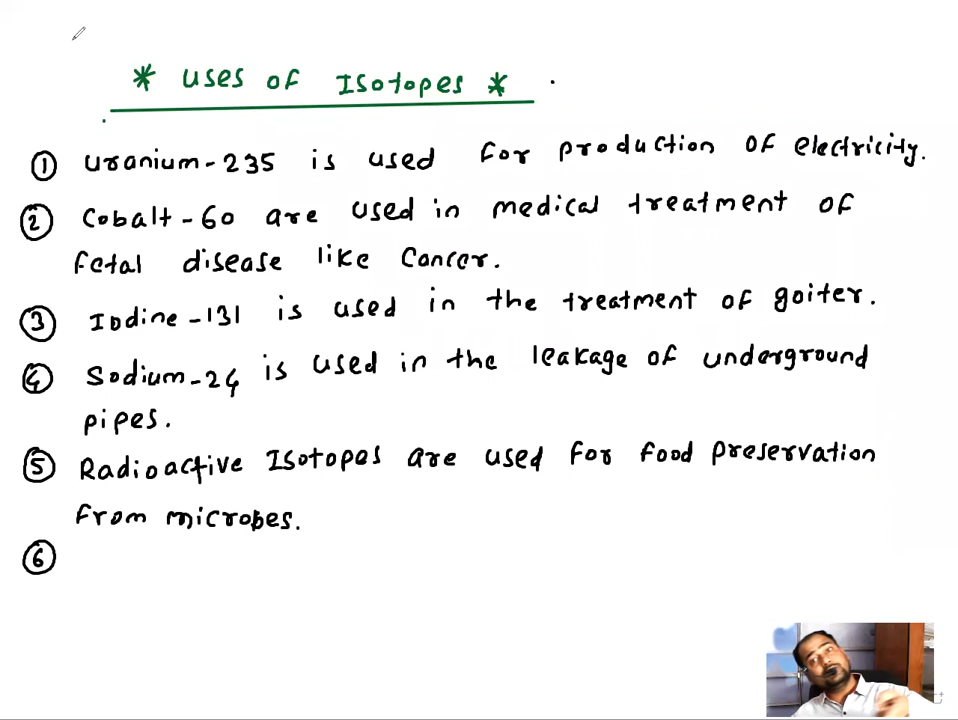 * Uses of Isotopes *
① Uranium-235 is used for production of electricity.
② Cobalt-60 are used in medical treatment of
fetal disease like Cancer.
③ Iodine-131 is used in the treatment of goiter.
④ Sodium-24 is used in the leakage of underground
pipes.
⑤ Radioactive Isotopes are used for food preservation
from microbes.
⑥